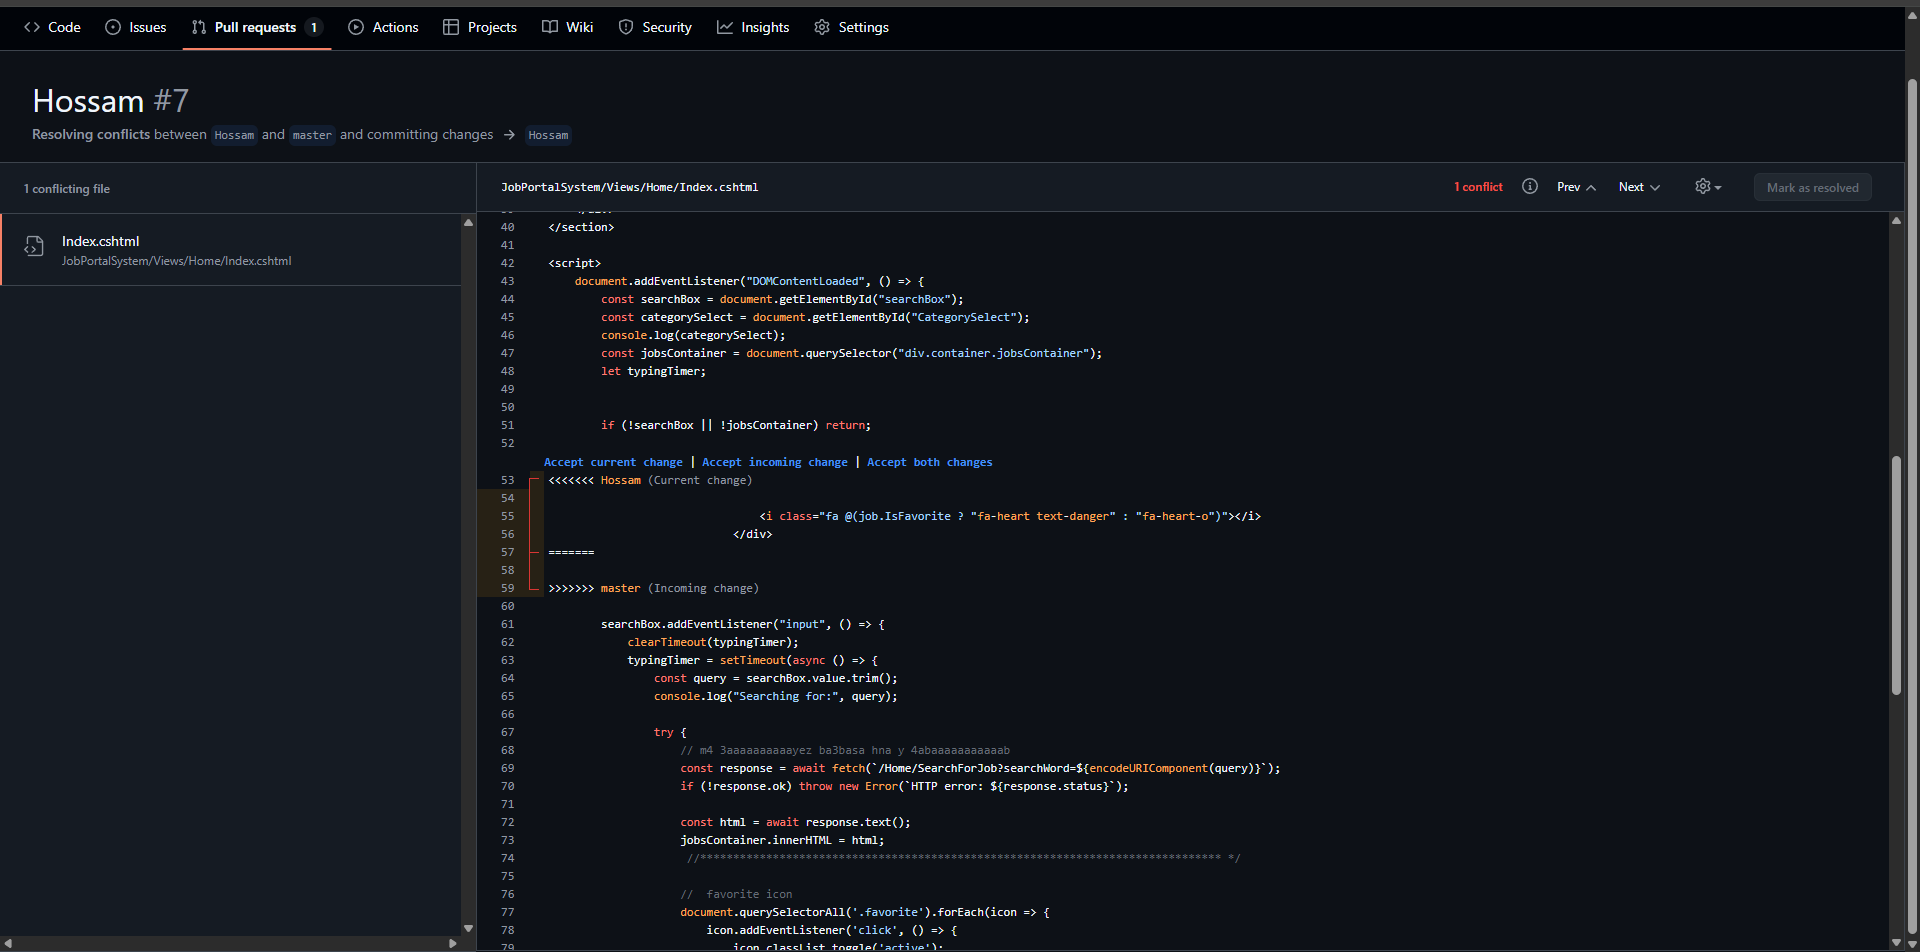 Code Issues Pull requests 1 Actions Projects Wiki Security Insights Settings
Hossam #7
Resolving conflicts between Hossam and master and committing changes → Hossam
1 conflicting file
Index.cshtml
JobPortalSystem/Views/Home/Index.cshtml
JobPortalSystem/Views/Home/Index.cshtml 1 conflict Prev Next Mark as resolved
40 </section>
41
42 <script>
43 document.addEventListener("DOMContentLoaded", () => {
44 const searchBox = document.getElementById("searchBox");
45 const categorySelect = document.getElementById("CategorySelect");
46 console.log(categorySelect);
47 const jobsContainer = document.querySelector("div.container.jobsContainer");
48 let typingTimer;
49
50
51 if (!searchBox || !jobsContainer) return;
52
Accept current change | Accept incoming change | Accept both changes
53 <<<<<<< Hossam (Current change)
54
55 <i class="fa @(job.IsFavorite ? "fa-heart text-danger" : "fa-heart-o")"></i>
56 </div>
57 =======
58
59 >>>>>>> master (Incoming change)
60
61 searchBox.addEventListener("input", () => {
62 clearTimeout(typingTimer);
63 typingTimer = setTimeout(async () => {
64 const query = searchBox.value.trim();
65 console.log("Searching for:", query);
66
67 try {
68 // m4 3aaaaaaaaaayez ba3basa hna y 4abaaaaaaaaaaab
69 const response = await fetch(`/Home/SearchForJob?searchWord=${encodeURIComponent(query)}`);
70 if (!response.ok) throw new Error(`HTTP error: ${response.status}`);
71
72 const html = await response.text();
73 jobsContainer.innerHTML = html;
74 //******************************************************************************* */
75
76 // favorite icon
77 document.querySelectorAll('.favorite').forEach(icon => {
78 icon.addEventListener('click', () => {
79 icon.classList.toggle('active');